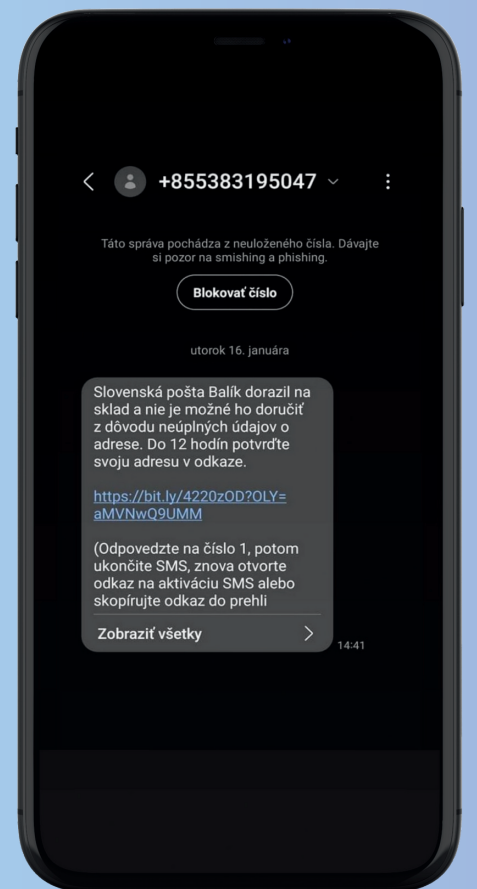 +855383195047
Táto správa pochádza z neuloženého čísla. Dávajte
si pozor na smishing a phishing.
Blokovať číslo
utorok 16. januára
Slovenská pošta Balík dorazil na
sklad a nie je možné ho doručiť
z dôvodu neúplných údajov o
adrese. Do 12 hodín potvrďte
svoju adresu v odkaze.
https://bit.ly/4220zOD?OLY=
aMVNwQ9UMM
(Odpovedzte na číslo 1, potom
ukončite SMS, znova otvorte
odkaz na aktiváciu SMS alebo
skopírujte odkaz do prehli
Zobraziť všetky
14:41